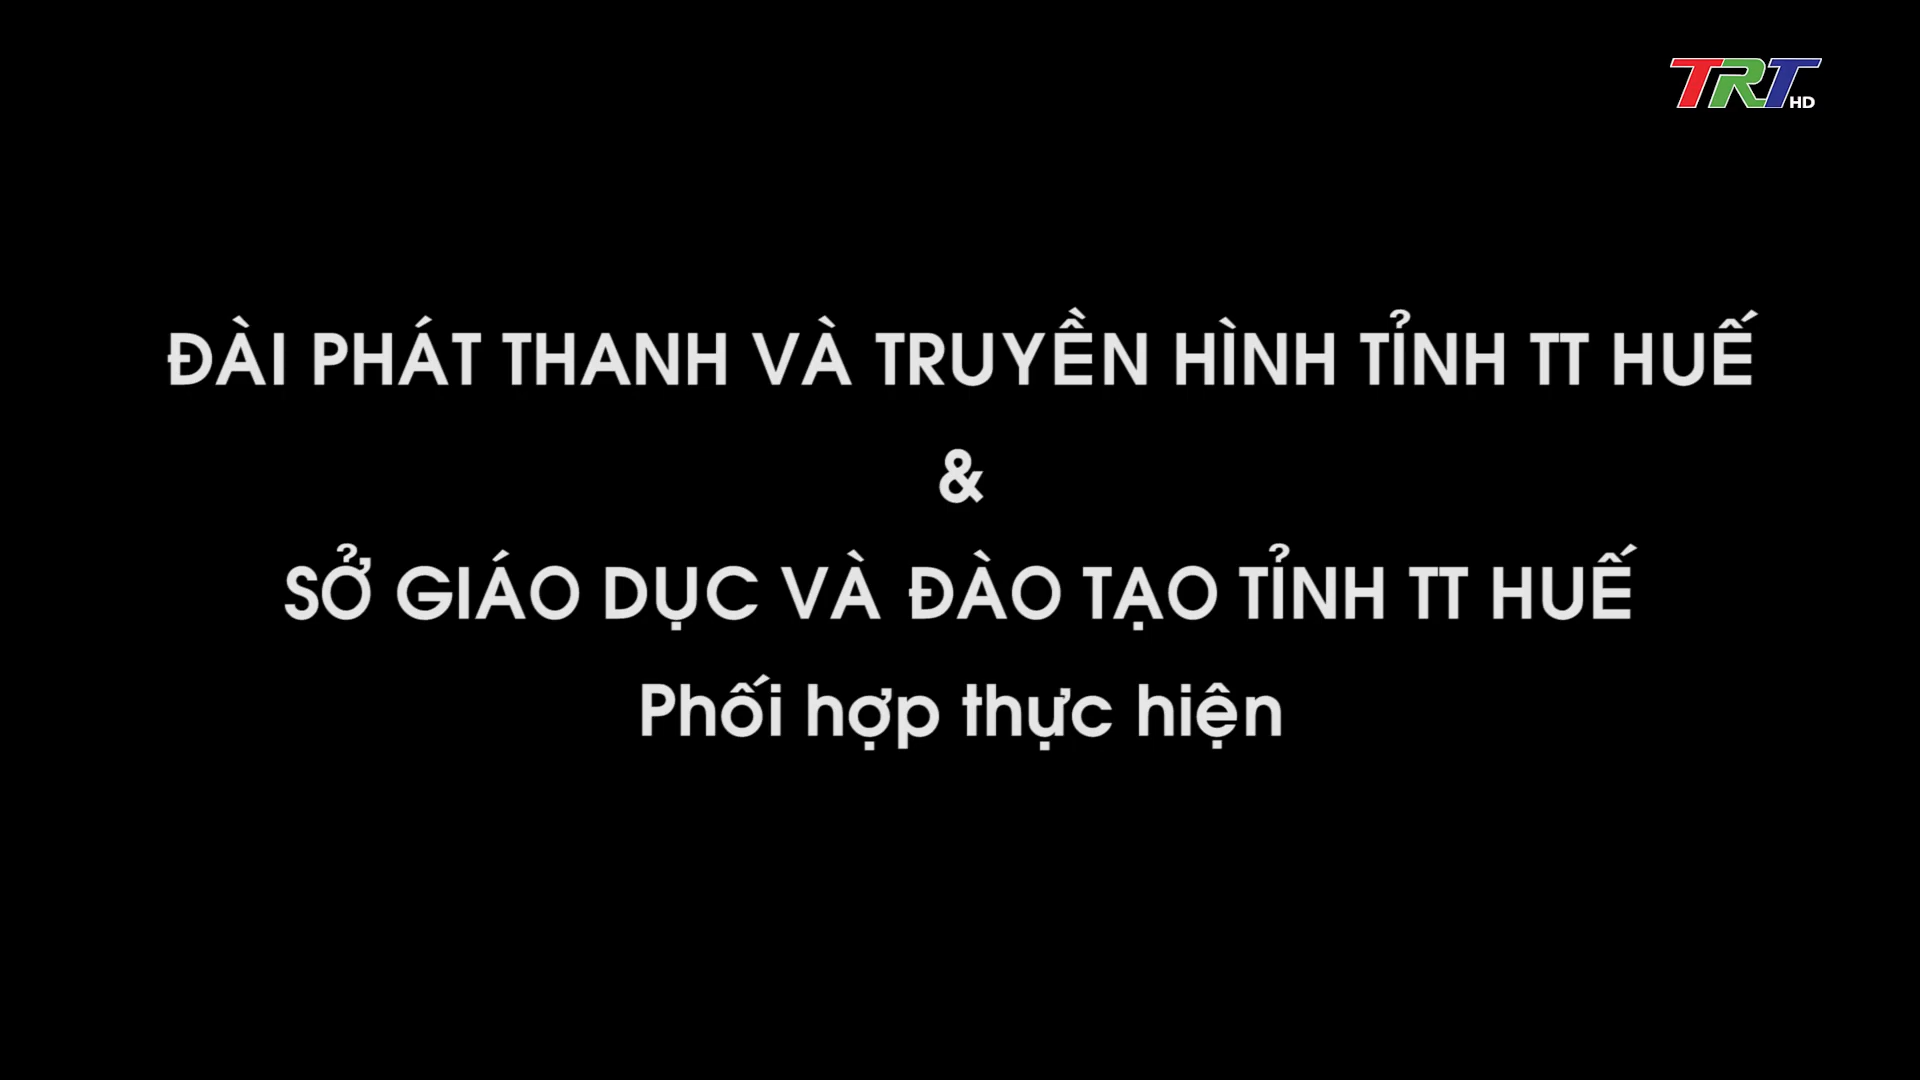 TRT HD
ĐÀI PHÁT THANH VÀ TRUYỀN HÌNH TỈNH TT HUẾ
&
SỞ GIÁO DỤC VÀ ĐÀO TẠO TỈNH TT HUẾ
Phối hợp thực hiện